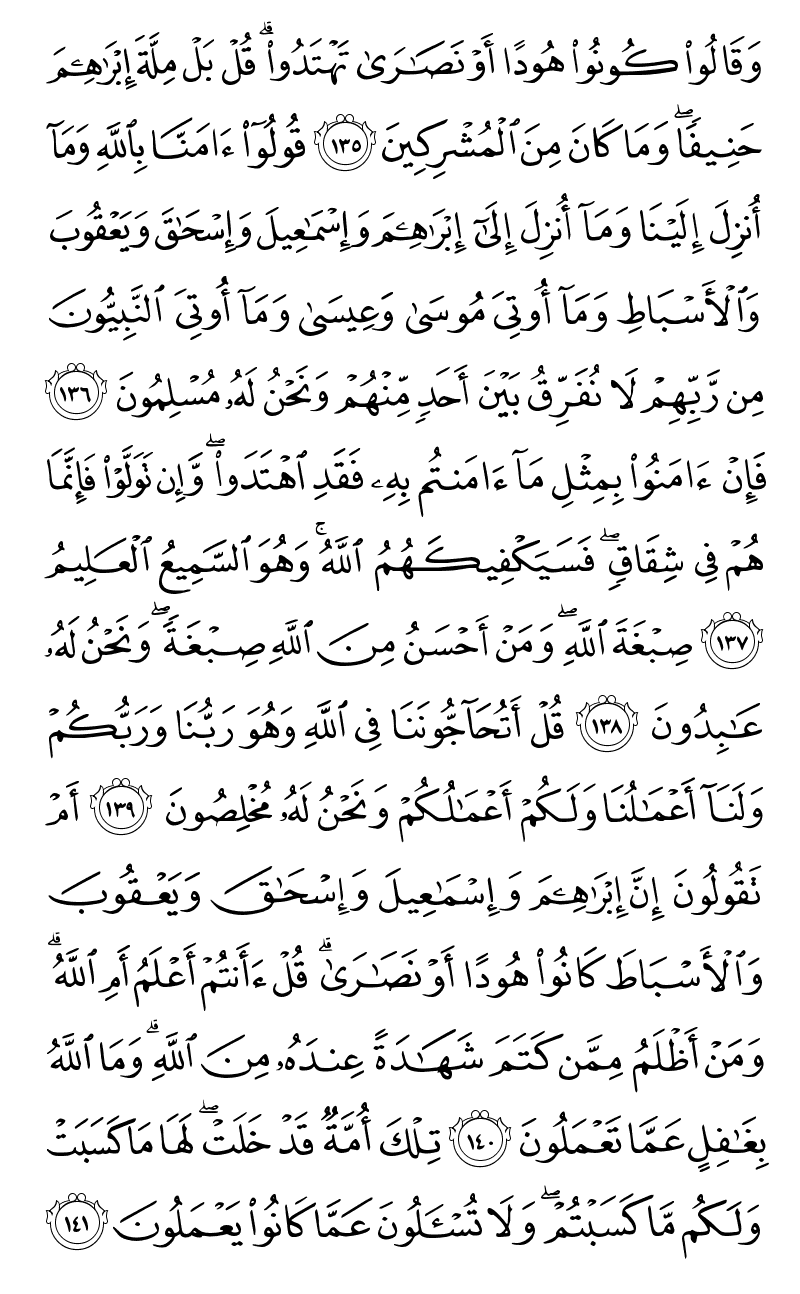 وَقَالُوا۟ كُونُوا۟ هُودًا أَوْ نَصَـٰرَىٰ تَهْتَدُوا۟ ۗ قُلْ بَلْ مِلَّةَ إِبْرَٰهِـۧمَ
حَنِيفًا ۖ وَمَا كَانَ مِنَ ٱلْمُشْرِكِينَ ١٣٥ قُولُوٓا۟ ءَامَنَّا بِٱللَّهِ وَمَآ
أُنزِلَ إِلَيْنَا وَمَآ أُنزِلَ إِلَىٰٓ إِبْرَٰهِـۧمَ وَإِسْمَـٰعِيلَ وَإِسْحَـٰقَ وَيَعْقُوبَ
وَٱلْأَسْبَاطِ وَمَآ أُوتِىَ مُوسَىٰ وَعِيسَىٰ وَمَآ أُوتِىَ ٱلنَّبِيُّونَ
مِن رَّبِّهِمْ لَا نُفَرِّقُ بَيْنَ أَحَدٍ مِّنْهُمْ وَنَحْنُ لَهُۥ مُسْلِمُونَ ١٣٦
فَإِنْ ءَامَنُوا۟ بِمِثْلِ مَآ ءَامَنتُم بِهِۦ فَقَدِ ٱهْتَدَوا۟ ۖ وَّإِن تَوَلَّوْا۟ فَإِنَّمَا
هُمْ فِى شِقَاقٍ ۖ فَسَيَكْفِيكَهُمُ ٱللَّهُ ۚ وَهُوَ ٱلسَّمِيعُ ٱلْعَلِيمُ
١٣٧ صِبْغَةَ ٱللَّهِ ۖ وَمَنْ أَحْسَنُ مِنَ ٱللَّهِ صِبْغَةً ۖ وَنَحْنُ لَهُۥ
عَـٰبِدُونَ ١٣٨ قُلْ أَتُحَآجُّونَنَا فِى ٱللَّهِ وَهُوَ رَبُّنَا وَرَبُّكُمْ
وَلَنَآ أَعْمَـٰلُنَا وَلَكُمْ أَعْمَـٰلُكُمْ وَنَحْنُ لَهُۥ مُخْلِصُونَ ١٣٩ أَمْ
تَقُولُونَ إِنَّ إِبْرَٰهِـۧمَ وَإِسْمَـٰعِيلَ وَإِسْحَـٰقَ وَيَعْقُوبَ
وَٱلْأَسْبَاطَ كَانُوا۟ هُودًا أَوْ نَصَـٰرَىٰ ۗ قُلْ ءَأَنتُمْ أَعْلَمُ أَمِ ٱللَّهُ ۗ
وَمَنْ أَظْلَمُ مِمَّن كَتَمَ شَهَـٰدَةً عِندَهُۥ مِنَ ٱللَّهِ ۗ وَمَا ٱللَّهُ
بِغَـٰفِلٍ عَمَّا تَعْمَلُونَ ١٤٠ تِلْكَ أُمَّةٌ قَدْ خَلَتْ ۖ لَهَا مَا كَسَبَتْ
وَلَكُم مَّا كَسَبْتُمْ ۖ وَلَا تُسْـَٔلُونَ عَمَّا كَانُوا۟ يَعْمَلُونَ ١٤١